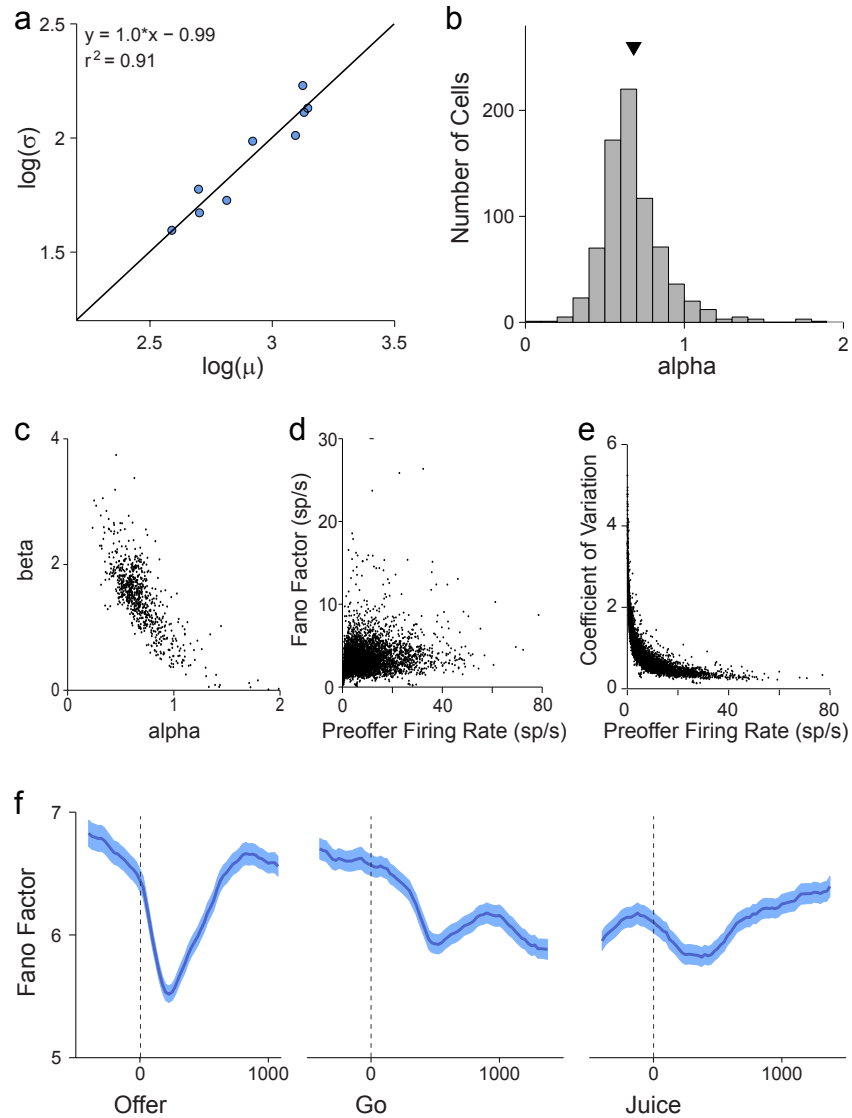 a
y = 1.0*x − 0.99
r² = 0.91
2.5
2
1.5
log(σ)
2.5 3 3.5
log(μ)
b
200
100
0
Number of Cells
0 1 2
alpha
c
4
2
0
beta
0 1 2
alpha
d
30
20
10
0
Fano Factor (sp/s)
0 40 80
Preoffer Firing Rate (sp/s)
e
6
4
2
0
Coefficient of Variation
0 40 80
Preoffer Firing Rate (sp/s)
f
7
6
5
Fano Factor
0 1000
Offer
0 1000
Go
0 1000
Juice